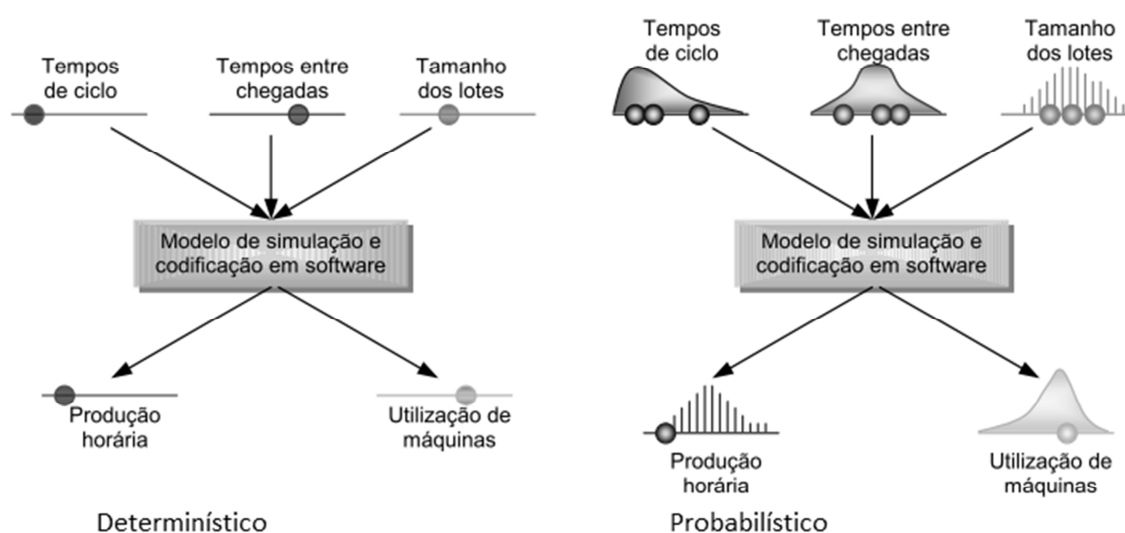 Tempos
de ciclo
Tempos entre
chegadas
Tamanho
dos lotes
Modelo de simulação e
codificação em software
Produção
horária
Utilização de
máquinas
Determinístico
Tempos
de ciclo
Tempos entre
chegadas
Tamanho
dos lotes
Modelo de simulação e
codificação em software
Produção
horária
Utilização de
máquinas
Probabilístico